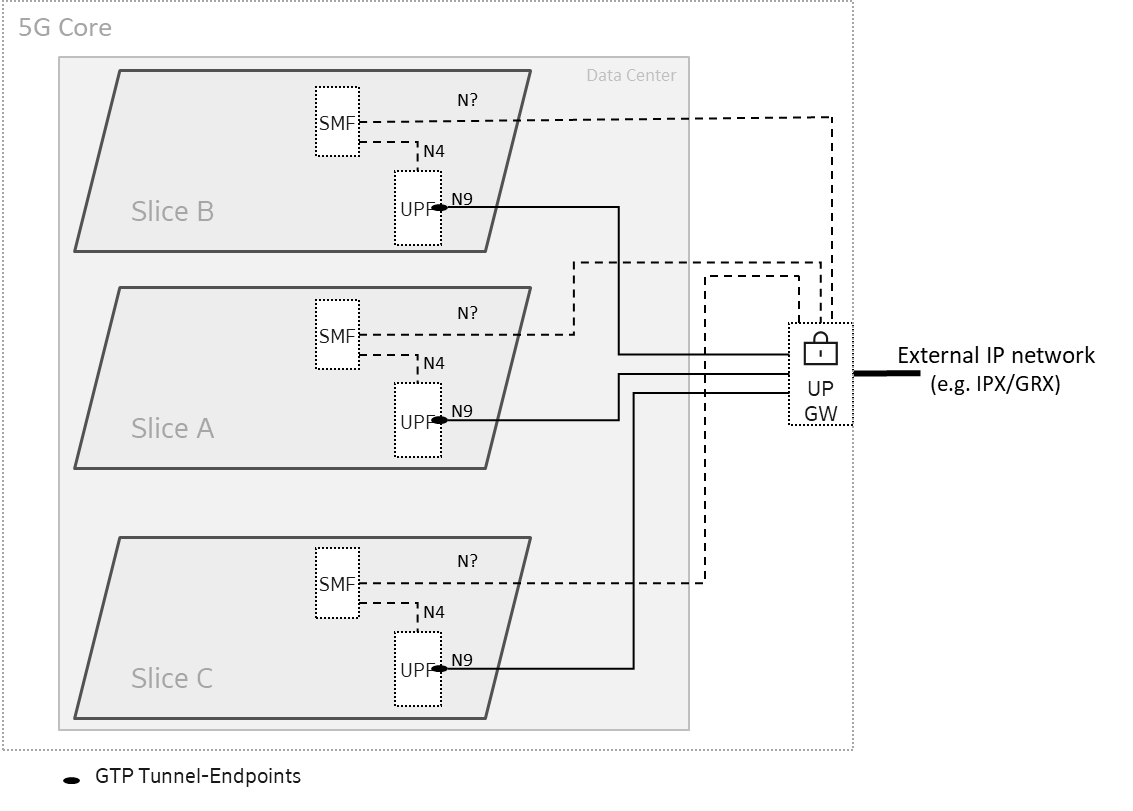 5G Core
Data Center
N?
SMF
N4
N9
UPF
Slice B
N?
SMF
N4
N9
UPF
Slice A
External IP network
(e.g. IPX/GRX)
UP
GW
N?
SMF
N4
N9
UPF
Slice C
GTP Tunnel-Endpoints